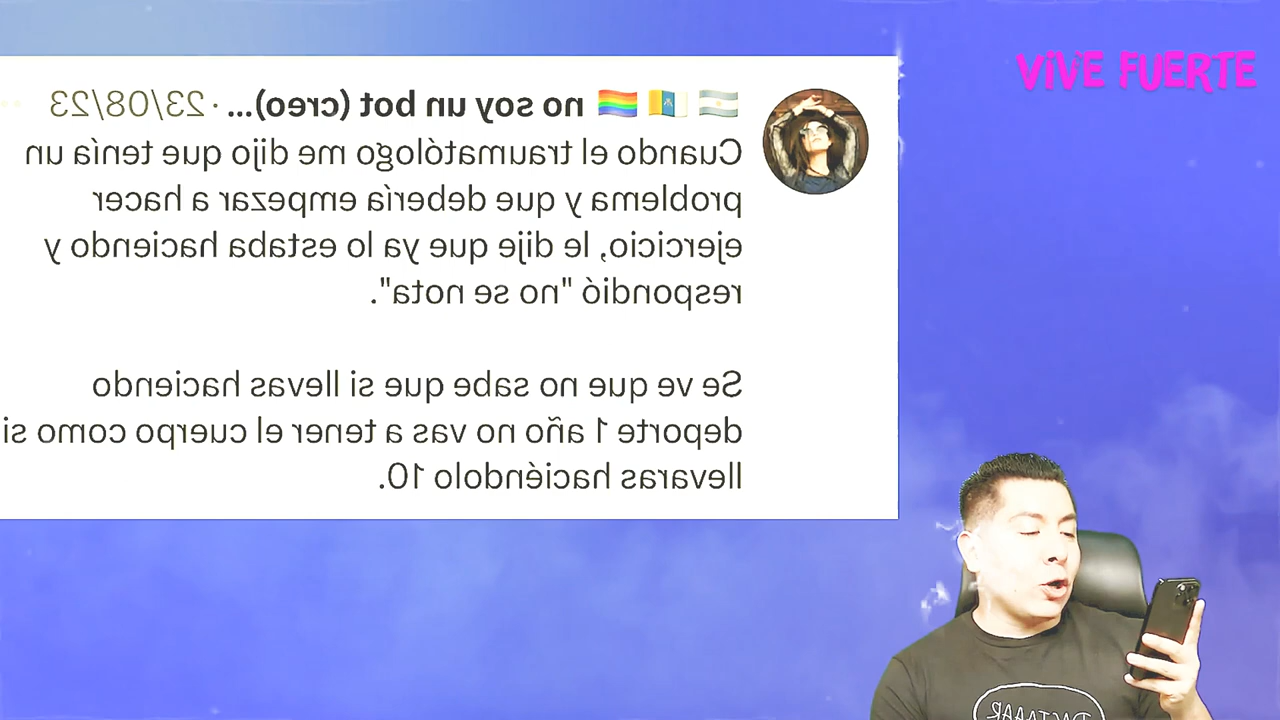 VIVE FUERTE
no soy un bot (creo)... · 23/08/23
Cuando el traumatólogo me dijo que tenía un
problema y que debería empezar a hacer
ejercicio, le dije que ya lo estaba haciendo y
respondió "no se nota".
Se ve que no sabe que si llevas haciendo
deporte 1 año no vas a tener el cuerpo como si
llevaras haciéndolo 10.